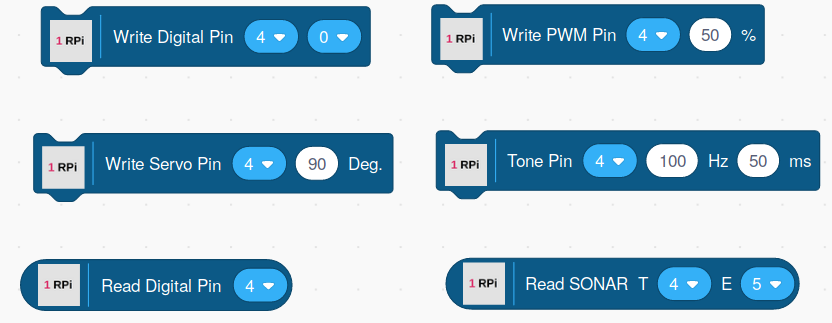 1 RPi Write Digital Pin 4 0
1 RPi Write PWM Pin 4 50 %
1 RPi Write Servo Pin 4 90 Deg.
1 RPi Tone Pin 4 100 Hz 50 ms
1 RPi Read Digital Pin 4
1 RPi Read SONAR T 4 E 5